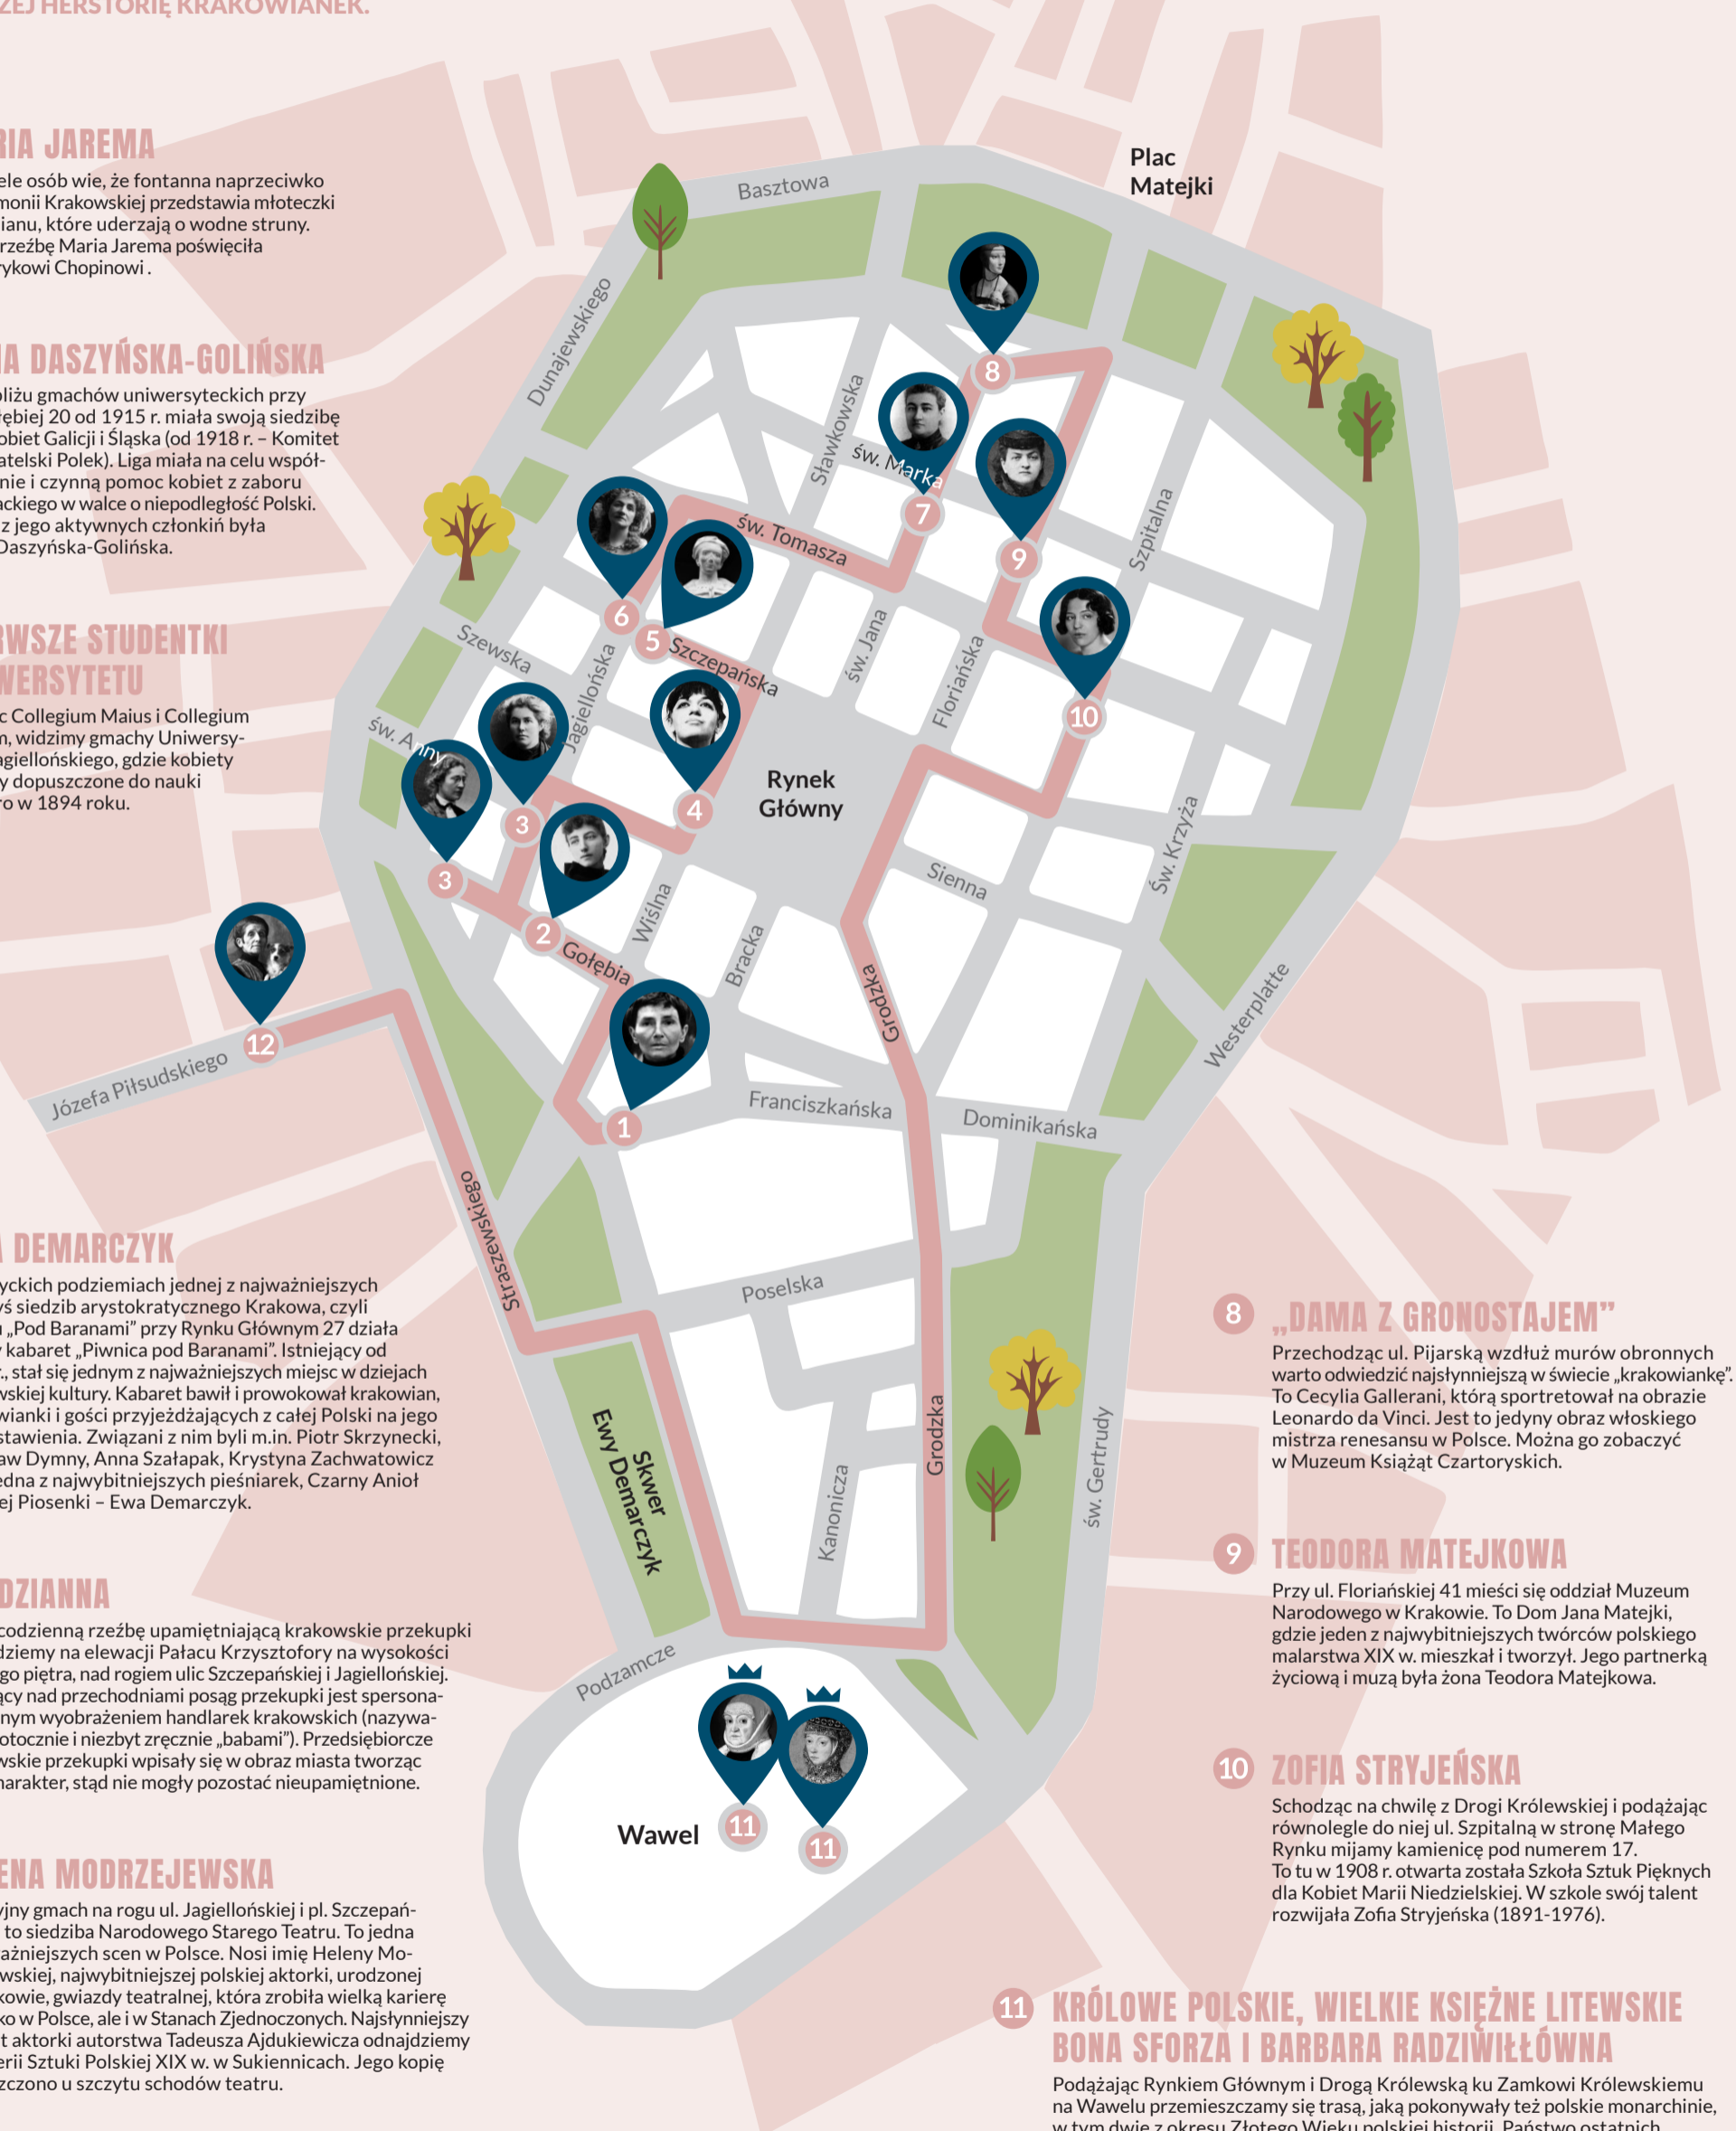 ZEJ HERSTORIĘ KRAKOWIANEK.
RIA JAREMA
ele osób wie, że fontanna naprzeciwko
monii Krakowskiej przedstawia młoteczki
ianu, które uderzają o wodne struny.
rzeźbę Maria Jarema poświęciła
rykowi Chopinowi .
IA DASZYŃSKA-GOLIŃSKA
bliżu gmachów uniwersyteckich przy
łębiej 20 od 1915 r. miała swoją siedzibę
obiet Galicji i Śląska (od 1918 r. – Komitet
atelski Polek). Liga miała na celu współ-
nie i czynną pomoc kobiet z zaboru
ackiego w walce o niepodległość Polski.
z jego aktywnych członkiń była
Daszyńska-Golińska.
RWSZE STUDENTKI
WERSYTETU
c Collegium Maius i Collegium
m, widzimy gmachy Uniwersy-
agiellońskiego, gdzie kobiety
y dopuszczone do nauki
ro w 1894 roku.
A DEMARCZYK
yckich podziemiach jednej z najważniejszych
yś siedzib arystokratycznego Krakowa, czyli
u „Pod Baranami” przy Rynku Głównym 27 działa
y kabaret „Piwnica pod Baranami”. Istniejący od
r., stał się jednym z najważniejszych miejsc w dziejach
wskiej kultury. Kabaret bawił i prowokował krakowian,
wianki i gości przyjeżdżających z całej Polski na jego
stawienia. Związani z nim byli m.in. Piotr Skrzynecki,
aw Dymny, Anna Szałapak, Krystyna Zachwatowicz
edna z najwybitniejszych pieśniarek, Czarny Anioł
ej Piosenki – Ewa Demarczyk.
DZIANNA
codzienną rzeźbę upamiętniającą krakowskie przekupki
dziemy na elewacji Pałacu Krzysztofory na wysokości
go piętra, nad rogiem ulic Szczepańskiej i Jagiellońskiej.
ący nad przechodniami posąg przekupki jest spersona-
nym wyobrażeniem handlarek krakowskich (nazywa-
otocznie i niezbyt zręcznie „babami”). Przedsiębiorcze
wskie przekupki wpisały się w obraz miasta tworząc
harakter, stąd nie mogły pozostać nieupamiętnione.
ENA MODRZEJEWSKA
yjny gmach na rogu ul. Jagiellońskiej i pl. Szczepań-
to siedziba Narodowego Starego Teatru. To jedna
ażniejszych scen w Polsce. Nosi imię Heleny Mo-
wskiej, najwybitniejszej polskiej aktorki, urodzonej
kowie, gwiazdy teatralnej, która zrobiła wielką karierę
ko w Polsce, ale i w Stanach Zjednoczonych. Najsłynniejszy
t aktorki autorstwa Tadeusza Ajdukiewicza odnajdziemy
erii Sztuki Polskiej XIX w. w Sukiennicach. Jego kopię
zczono u szczytu schodów teatru.
Plac
Matejki
Basztowa
Dunajewskiego
8
Sławkowska
św. Marka
7
św. Tomasza
9
Szpitalna
6
5
Szczepańska
Szewska
Jagiellońska
św. Jana
Floriańska
10
św. Anny
Rynek
Główny
4
3
3
Sienna
Św. Krzyża
2
Gołębia
Wiślna
Bracka
Grodzka
Westerplatte
12
Józefa Piłsudskiego
1
Franciszkańska
Dominikańska
Straszewskiego
Poselska
Skwer
Ewy Demarczyk
Kanonicza
Grodzka
św. Gertrudy
Podzamcze
Wawel
11
11
8 „DAMA Z GRONOSTAJEM”
Przechodząc ul. Pijarską wzdłuż murów obronnych
warto odwiedzić najsłynniejszą w świecie „krakowiankę”.
To Cecylia Gallerani, którą sportretował na obrazie
Leonardo da Vinci. Jest to jedyny obraz włoskiego
mistrza renesansu w Polsce. Można go zobaczyć
w Muzeum Książąt Czartoryskich.
9 TEODORA MATEJKOWA
Przy ul. Floriańskiej 41 mieści się oddział Muzeum
Narodowego w Krakowie. To Dom Jana Matejki,
gdzie jeden z najwybitniejszych twórców polskiego
malarstwa XIX w. mieszkał i tworzył. Jego partnerką
życiową i muzą była żona Teodora Matejkowa.
10 ZOFIA STRYJEŃSKA
Schodząc na chwilę z Drogi Królewskiej i podążając
równolegle do niej ul. Szpitalną w stronę Małego
Rynku mijamy kamienicę pod numerem 17.
To tu w 1908 r. otwarta została Szkoła Sztuk Pięknych
dla Kobiet Marii Niedzielskiej. W szkole swój talent
rozwijała Zofia Stryjeńska (1891-1976).
11 KRÓLOWE POLSKIE, WIELKIE KSIĘŻNE LITEWSKIE
BONA SFORZA I BARBARA RADZIWIŁŁÓWNA
Podążając Rynkiem Głównym i Drogą Królewską ku Zamkowi Królewskiemu
na Wawelu przemieszczamy się trasą, jaką pokonywały też polskie monarchinie,
w tym dwie z okresu Złotego Wieku polskiej historii. Państwo ostatnich